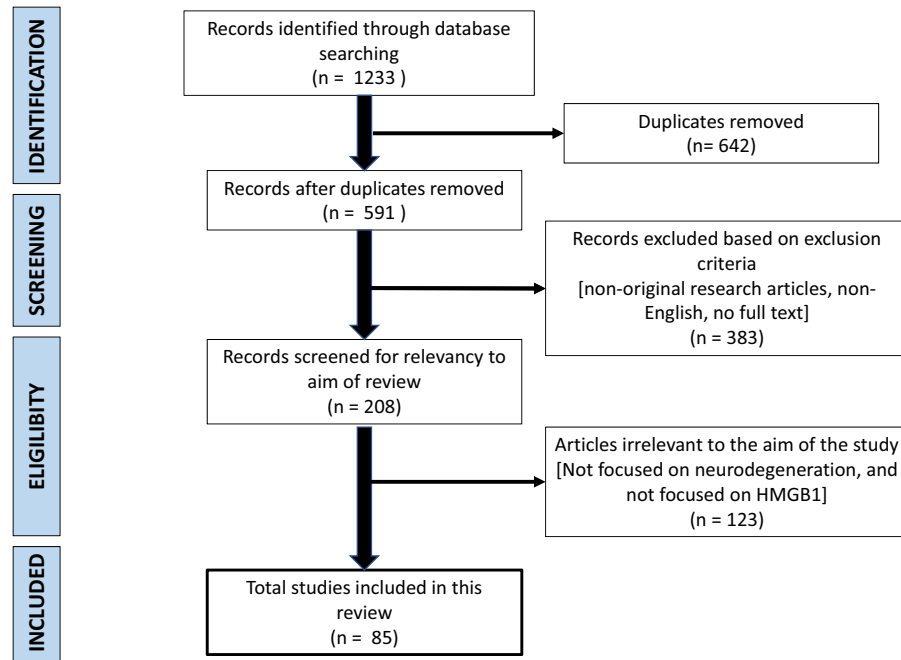 IDENTIFICATION
Records identified through database
searching
(n =  1233 )
Duplicates removed
(n= 642)
Records after duplicates removed
(n =  591 )
SCREENING
Records excluded based on exclusion
criteria
[non-original research articles, non-
English, no full text]
(n = 383)
Records screened for relevancy to
aim of review
(n = 208)
ELIGILIBITY
Articles irrelevant to the aim of the study
[Not focused on neurodegeneration, and
not focused on HMGB1]
(n = 123)
INCLUDED
Total studies included in this
review
(n =  85)